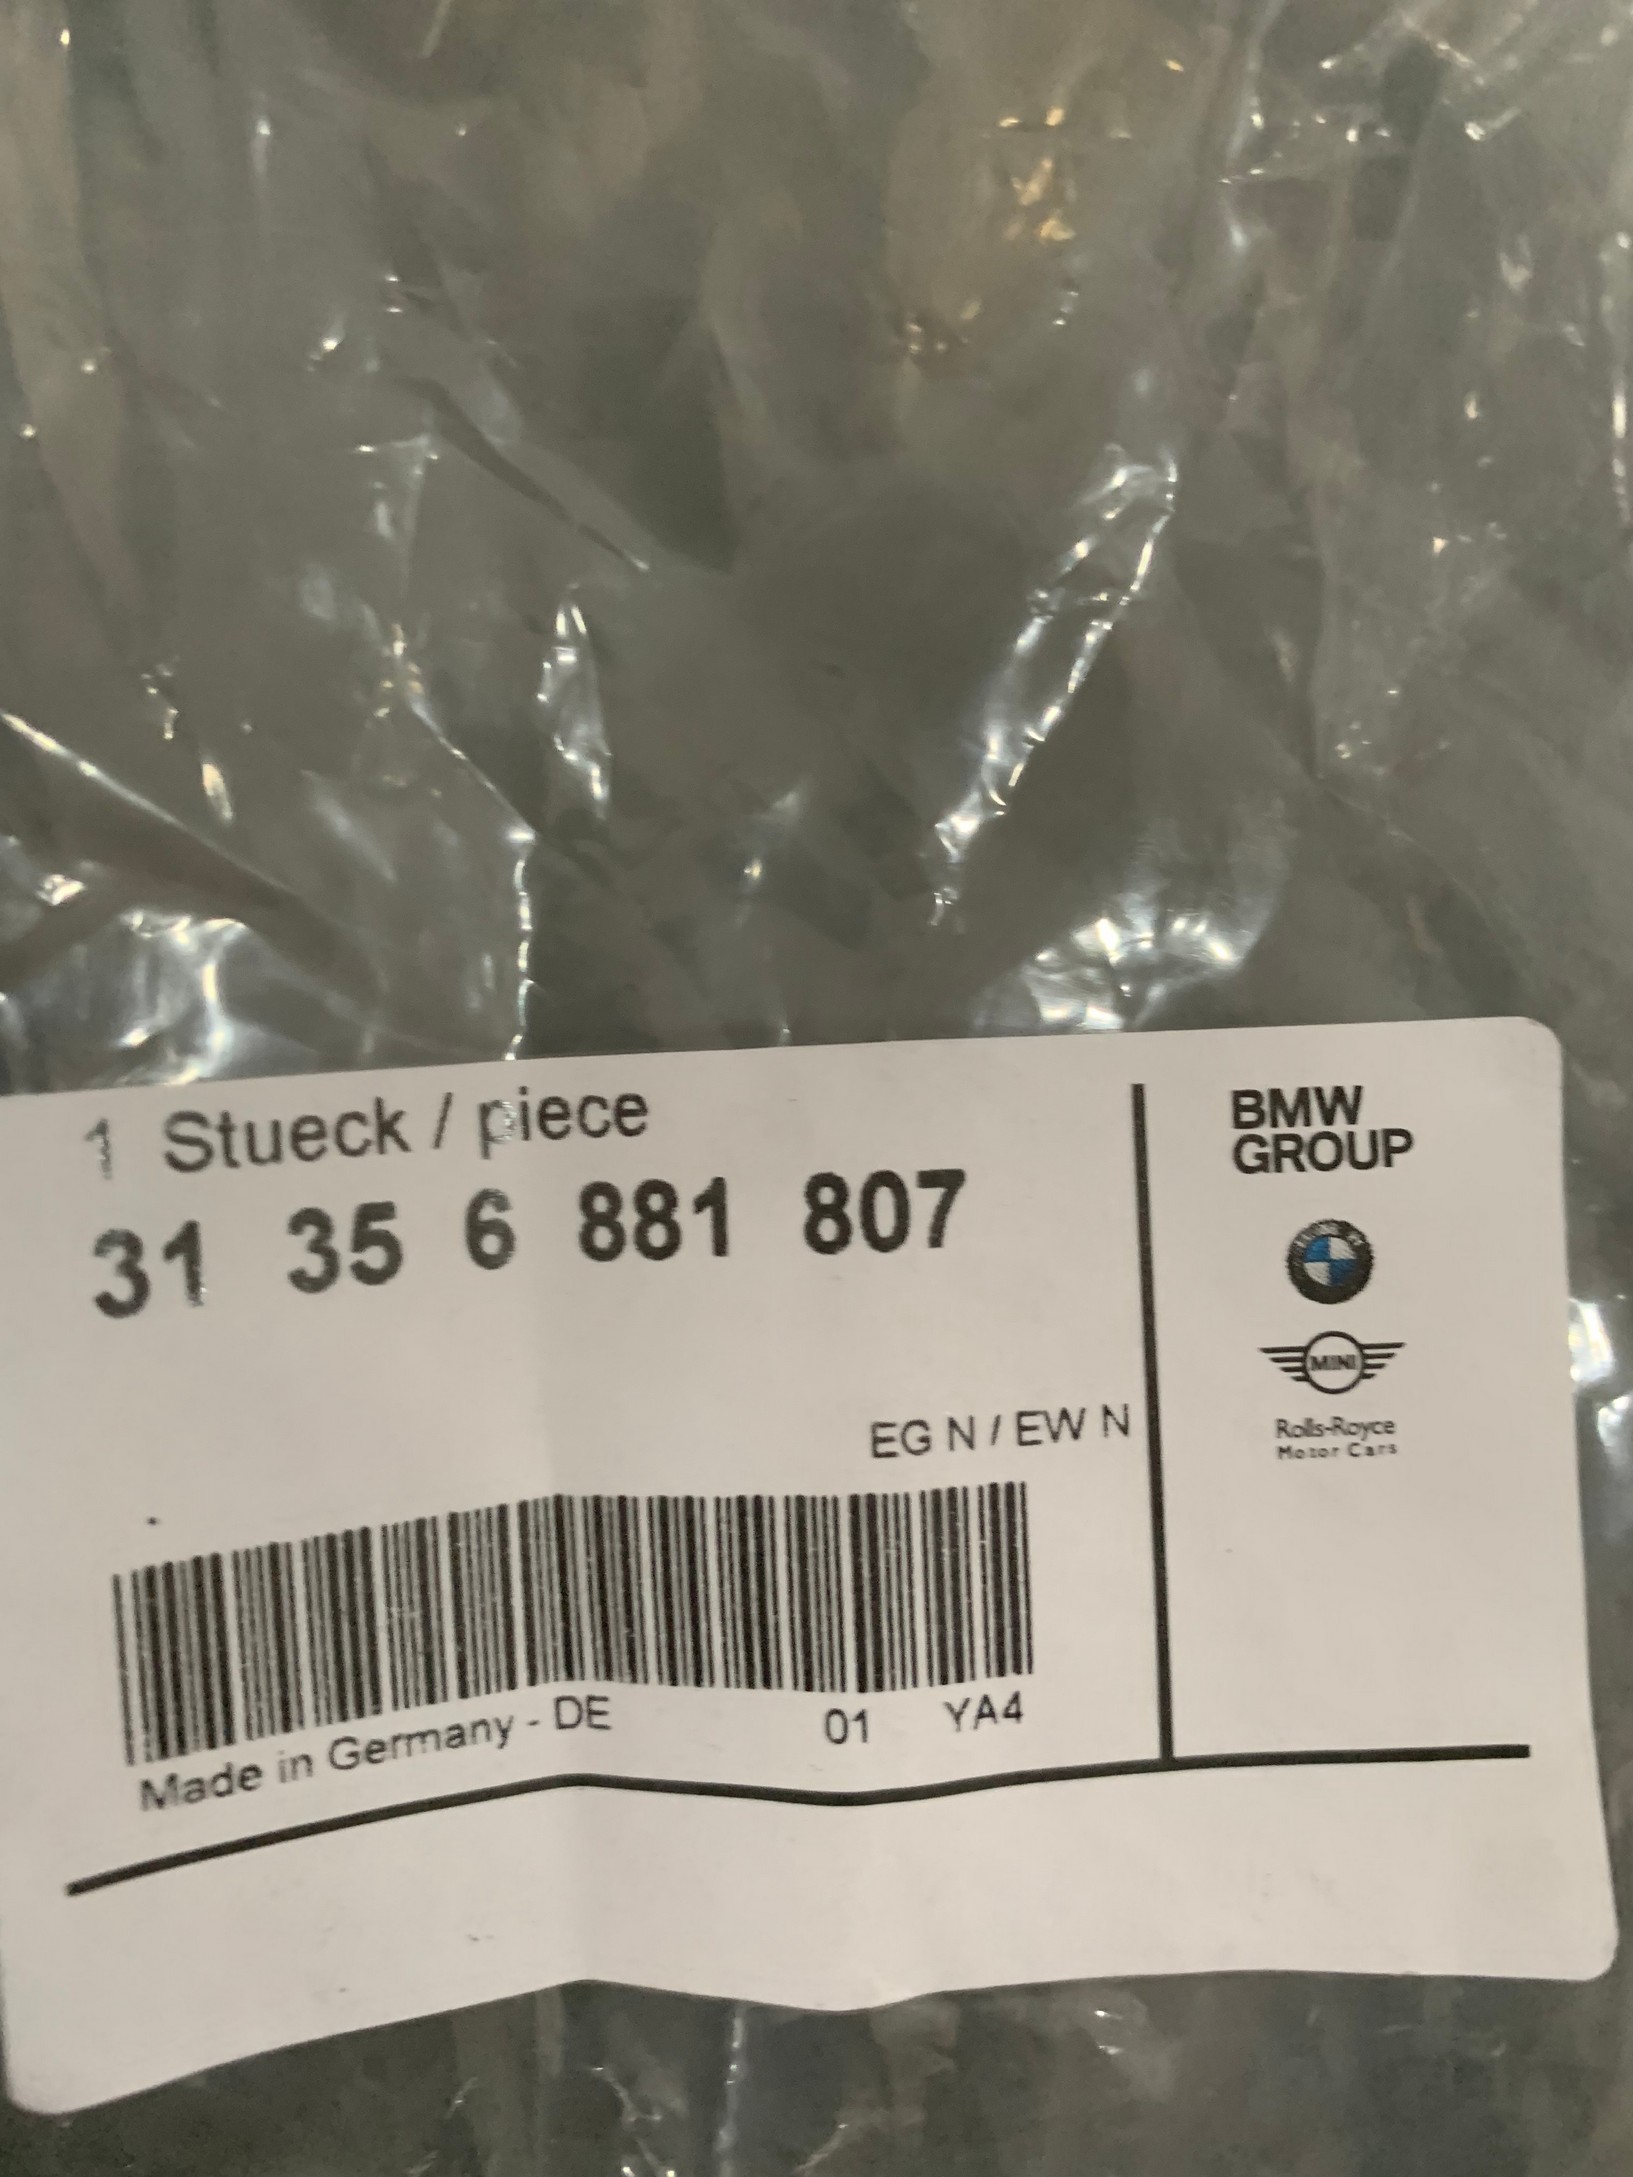 1 Stueck / piece
31 35 6 881 807
EG N / EW N
Made in Germany - DE 01 YA4
BMW
GROUP
MINI
Rolls-Royce
Motor Cars